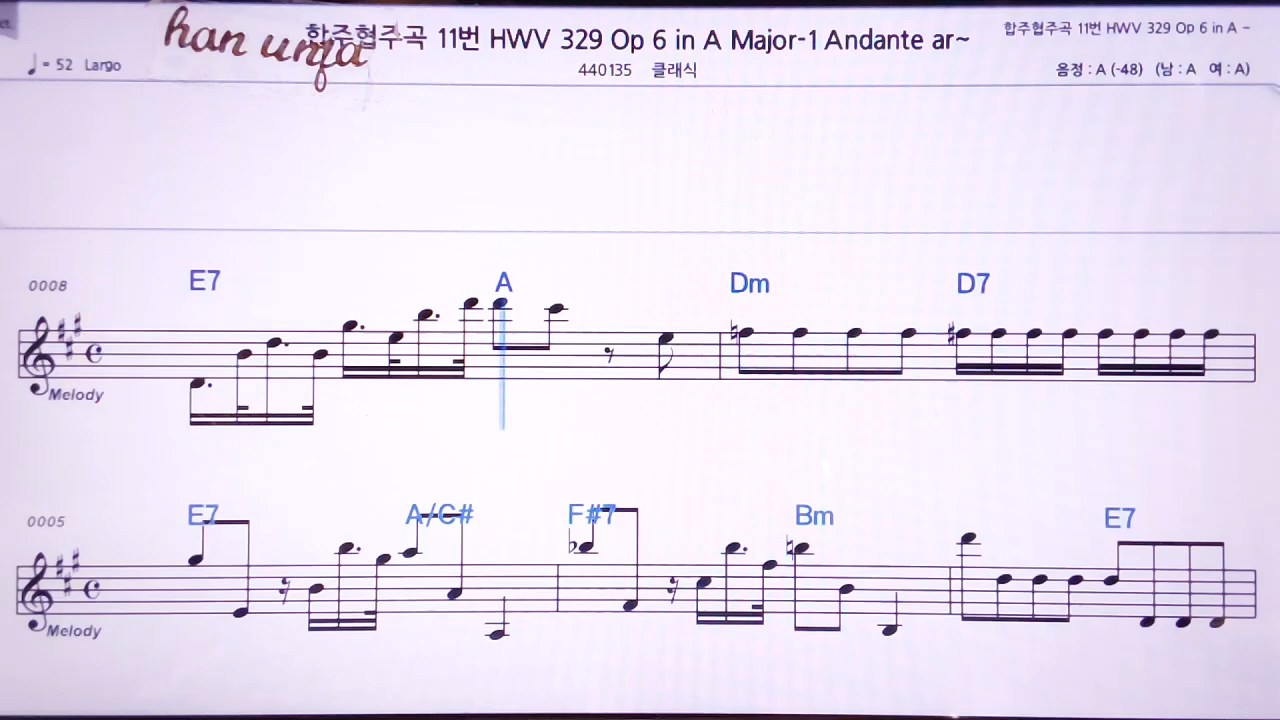 han unja
합주협주곡 11번 HWV 329 Op 6 in A Major-1 Andante ar~
합주협주곡 11번 HWV 329 Op 6 in A -
♩= 52 Largo
440135 클래식
음정 : A (-48) (남 : A 여 : A)
0008
E7 A Dm D7
Melody
0005
E7 A/C# F#7 Bm E7
Melody